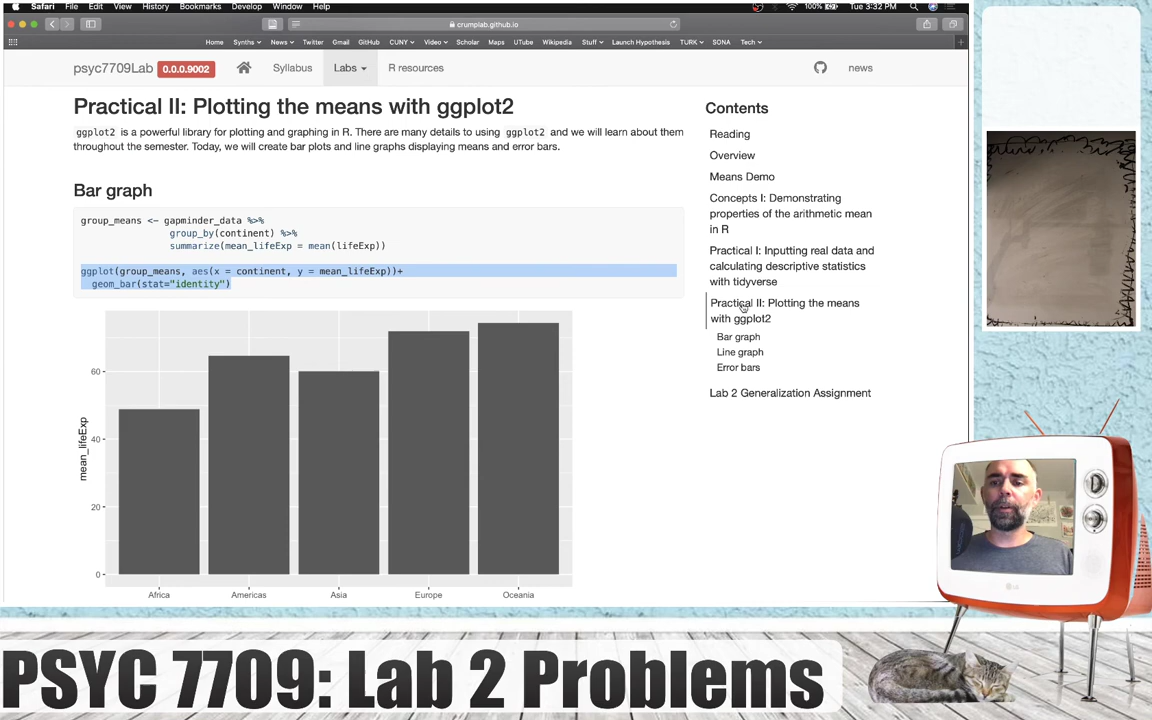 Safari File Edit View History Bookmarks Develop Window Help 100% Tue 3:32 PM
crumplab.github.io
Home Synths News Twitter Gmail GitHub CUNY Video Scholar Maps UTube Wikipedia Stuff Launch Hypothesis TURK SONA Tech
psyc7709Lab 0.0.0.9002 Syllabus Labs R resources news
Practical II: Plotting the means with ggplot2
ggplot2 is a powerful library for plotting and graphing in R. There are many details to using ggplot2 and we will learn about them
throughout the semester. Today, we will create bar plots and line graphs displaying means and error bars.
Bar graph
group_means <- gapminder_data %>%
group_by(continent) %>%
summarize(mean_lifeExp = mean(lifeExp))
ggplot(group_means, aes(x = continent, y = mean_lifeExp))+
geom_bar(stat="identity")
60
40
20
0
mean_lifeExp
Africa Americas Asia Europe Oceania
Contents
Reading
Overview
Means Demo
Concepts I: Demonstrating
properties of the arithmetic mean
in R
Practical I: Inputting real data and
calculating descriptive statistics
with tidyverse
Practical II: Plotting the means
with ggplot2
Bar graph
Line graph
Error bars
Lab 2 Generalization Assignment
LG
PSYC 7709: Lab 2 Problems